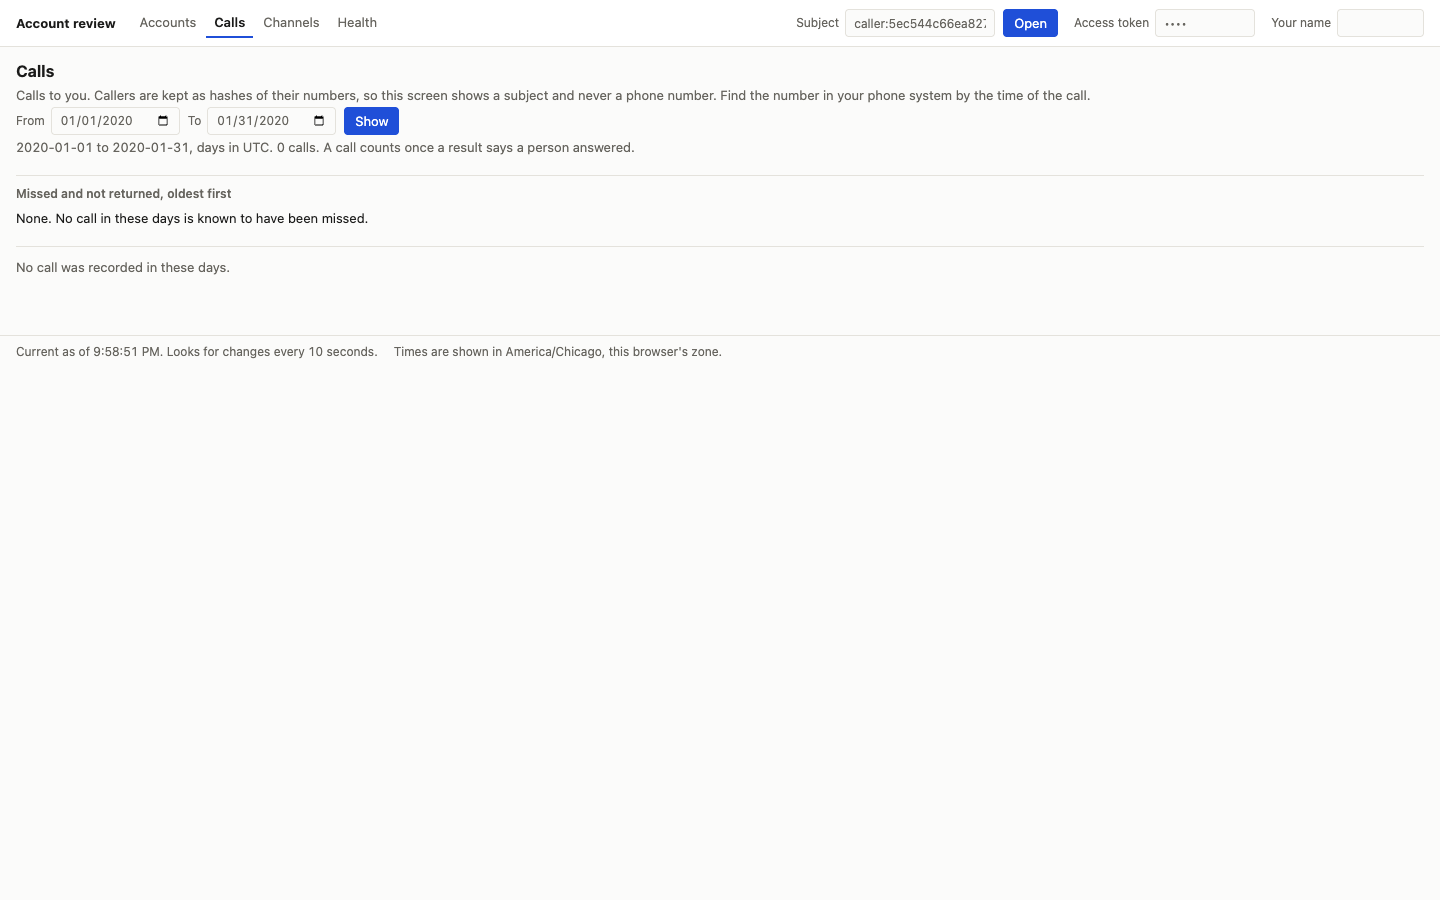 Account review Accounts Calls Channels Health Subject caller:5ec544c66ea827 Open Access token •••• Your name
Calls
Calls to you. Callers are kept as hashes of their numbers, so this screen shows a subject and never a phone number. Find the number in your phone system by the time of the call.
From 01/01/2020 To 01/31/2020 Show
2020-01-01 to 2020-01-31, days in UTC. 0 calls. A call counts once a result says a person answered.
Missed and not returned, oldest first
None. No call in these days is known to have been missed.
No call was recorded in these days.
Current as of 9:58:51 PM. Looks for changes every 10 seconds. Times are shown in America/Chicago, this browser's zone.